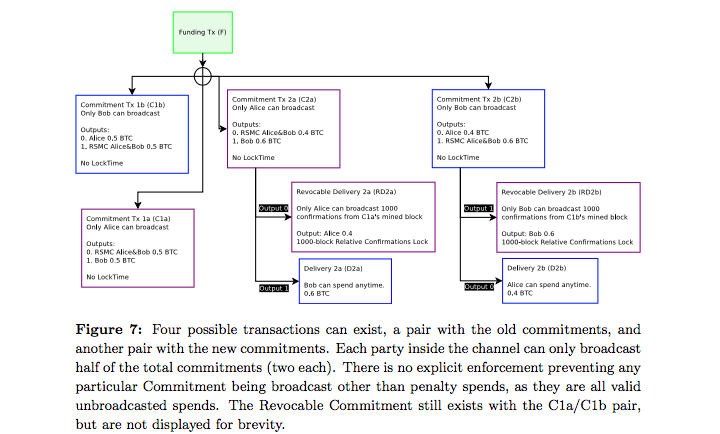 Funding Tx (F)
Commitment Tx 1b (C1b)
Only Bob can broadcast
Outputs:
0. Alice 0.5 BTC
1. RSMC Alice&Bob 0.5 BTC
No LockTime
Commitment Tx 2a (C2a)
Only Alice can broadcast
Outputs:
0. RSMC Alice&Bob 0.4 BTC
1. Bob 0.6 BTC
No LockTime
Commitment Tx 2b (C2b)
Only Bob can broadcast
Outputs:
0. Alice 0.4 BTC
1. RSMC Alice&Bob 0.6 BTC
No LockTime
Commitment Tx 1a (C1a)
Only Alice can broadcast
Outputs:
0. RSMC Alice&Bob 0.5 BTC
1. Bob 0.5 BTC
No LockTime
Output 0
Revocable Delivery 2a (RD2a)
Only Alice can broadcast 1000
confirmations from C1a's mined block
Output: Alice 0.4
1000-block Relative Confirmations Lock
Output 1
Delivery 2a (D2a)
Bob can spend anytime.
0.6 BTC
Output 1
Revocable Delivery 2b (RD2b)
Only Bob can broadcast 1000
confirmations from C1b's mined block
Output: Bob 0.6
1000-block Relative Confirmations Lock
Output 0
Delivery 2b (D2b)
Alice can spend anytime.
0.4 BTC
Figure 7: Four possible transactions can exist, a pair with the old commitments, and
another pair with the new commitments. Each party inside the channel can only broadcast
half of the total commitments (two each). There is no explicit enforcement preventing any
particular Commitment being broadcast other than penalty spends, as they are all valid
unbroadcasted spends. The Revocable Commitment still exists with the C1a/C1b pair,
but are not displayed for brevity.